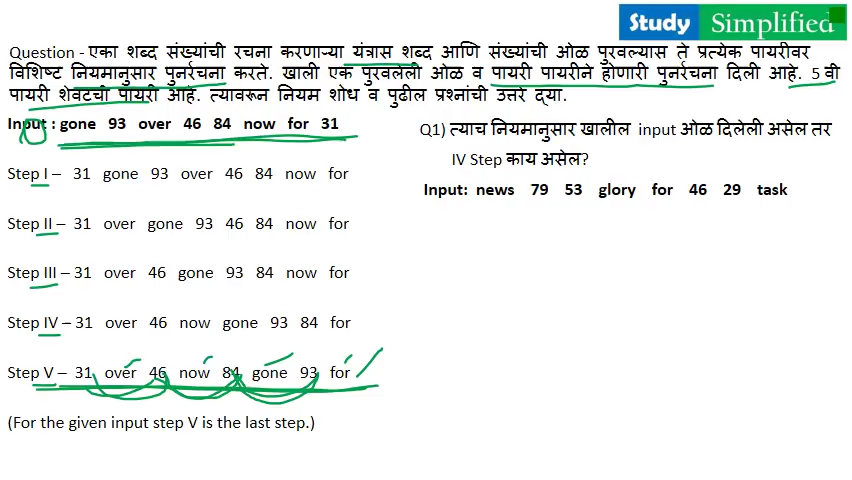 Study Simplified
Question - एका शब्द संख्यांची रचना करणाऱ्या यंत्रास शब्द आणि संख्यांची ओळ पुरवल्यास ते प्रत्येक पायरीवर
विशिष्ट नियमानुसार पुनर्रचना करते. खाली एक पुरवलेली ओळ व पायरी पायरीने होणारी पुनर्रचना दिली आहे. 5 वी
पायरी शेवटची पायरी आहे. त्यावरून नियम शोध व पुढील प्रश्नांची उत्तरे द्या.
Input : gone 93 over 46 84 now for 31
Step I – 31 gone 93 over 46 84 now for
Step II – 31 over gone 93 46 84 now for
Step III – 31 over 46 gone 93 84 now for
Step IV – 31 over 46 now gone 93 84 for
Step V – 31 over 46 now 84 gone 93 for
(For the given input step V is the last step.)
Q1) त्याच नियमानुसार खालील input ओळ दिलेली असेल तर
IV Step काय असेल?
Input: news 79 53 glory for 46 29 task